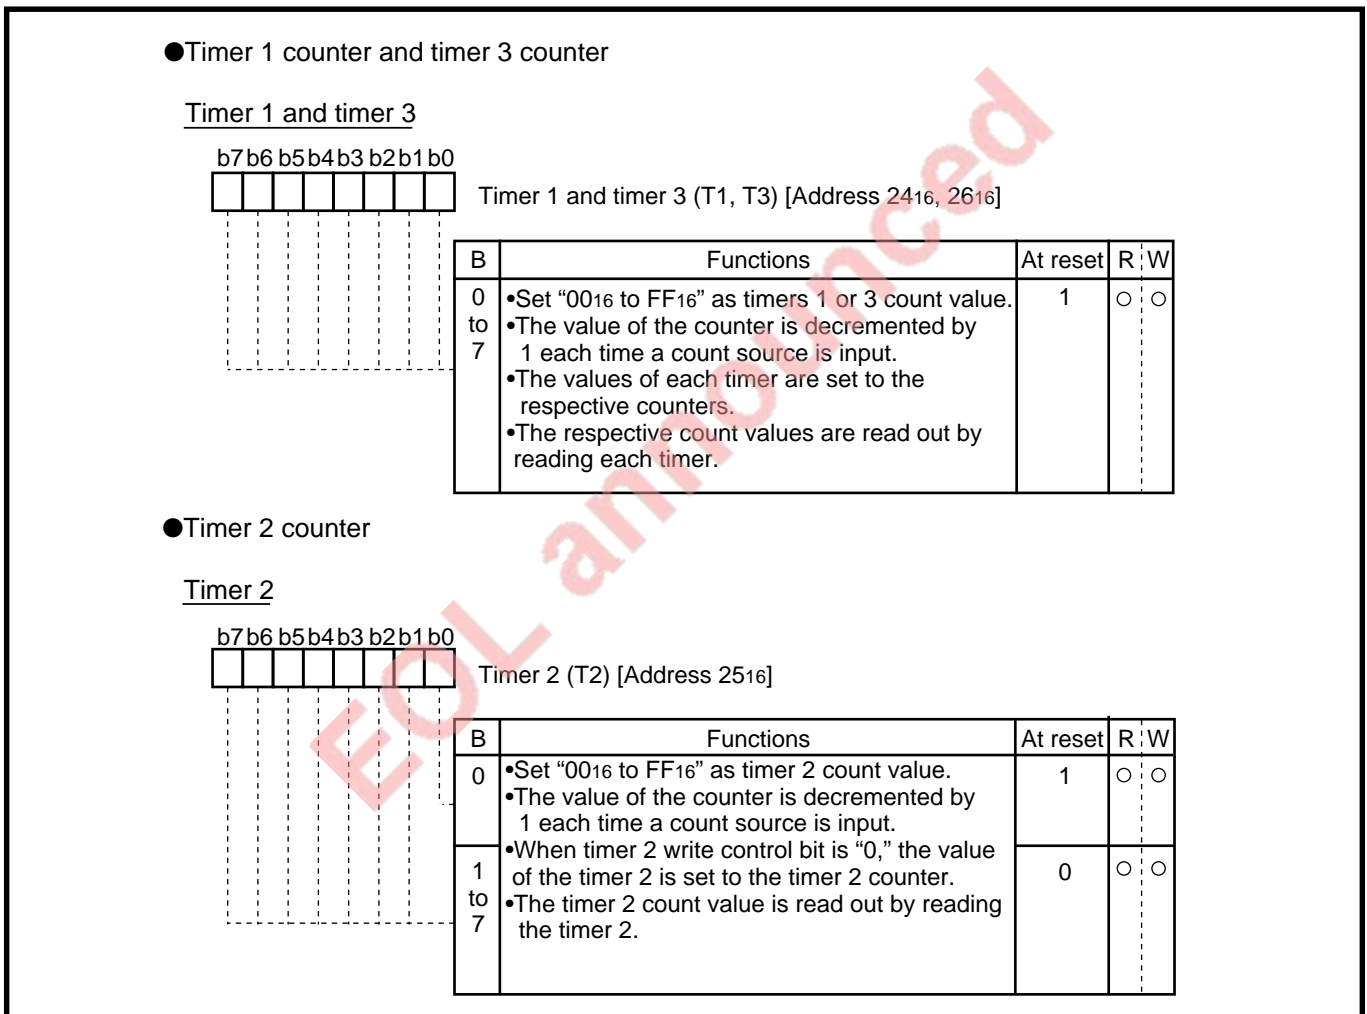 ●Timer 1 counter and timer 3 counter
Timer 1 and timer 3
b7 b6 b5 b4 b3 b2 b1 b0
Timer 1 and timer 3 (T1, T3) [Address 2416, 2616]
B Functions At reset R W
0 to 7
•Set “0016 to FF16” as timers 1 or 3 count value. 1 ○ ○
•The value of the counter is decremented by
1 each time a count source is input.
•The values of each timer are set to the
respective counters.
•The respective count values are read out by
reading each timer.
●Timer 2 counter
Timer 2
b7 b6 b5 b4 b3 b2 b1 b0
Timer 2 (T2) [Address 2516]
B Functions At reset R W
0 •Set “0016 to FF16” as timer 2 count value. 1 ○ ○
•The value of the counter is decremented by
1 each time a count source is input.
•When timer 2 write control bit is “0,” the value
1 to 7
of the timer 2 is set to the timer 2 counter. 0 ○ ○
•The timer 2 count value is read out by reading
the timer 2.
EOL announced